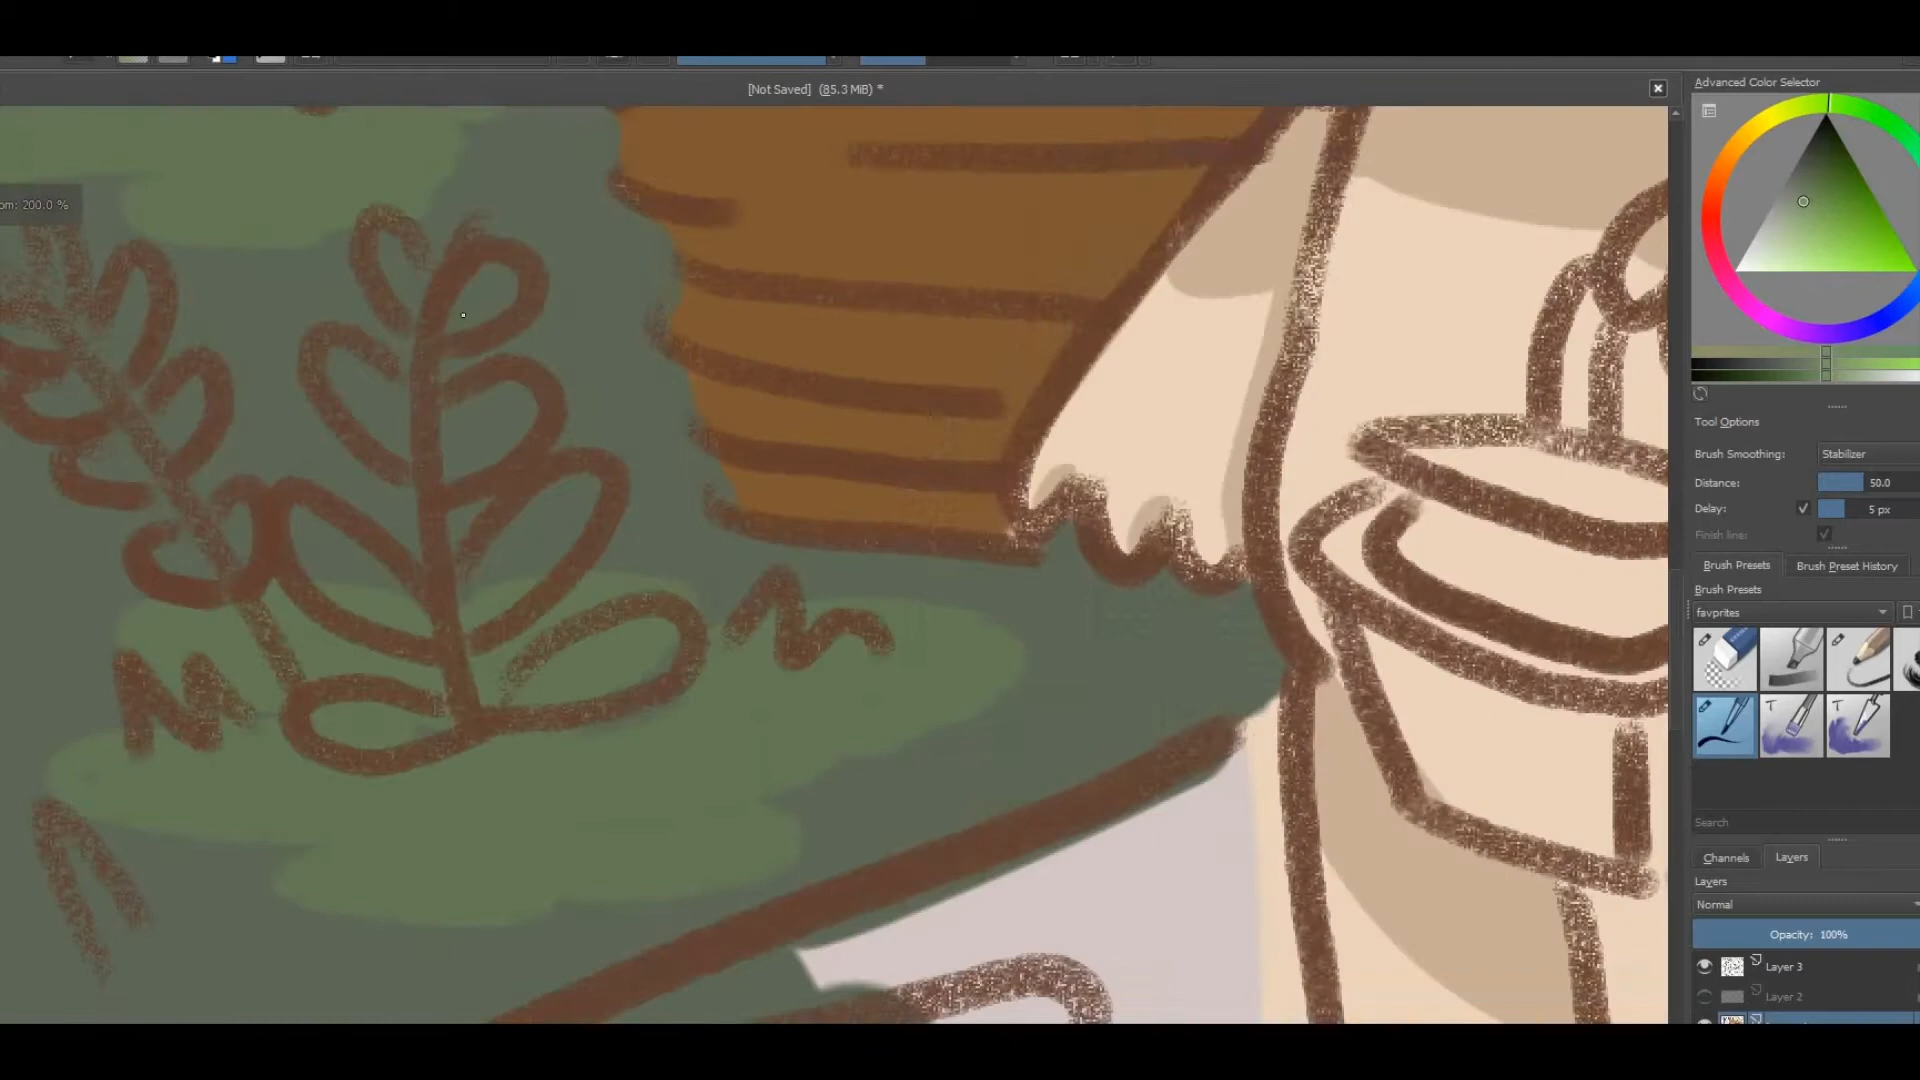 [Not Saved] (85.3 MiB) *
Advanced Color Selector
om: 200.0 %
Tool Options
Brush Smoothing: Stabilizer
Distance: 50.0
Delay: 5 px
Finish line:
Brush Presets Brush Preset History
Brush Presets
favprites
Search
Channels Layers
Layers
Normal
Opacity: 100%
Layer 3
Layer 2